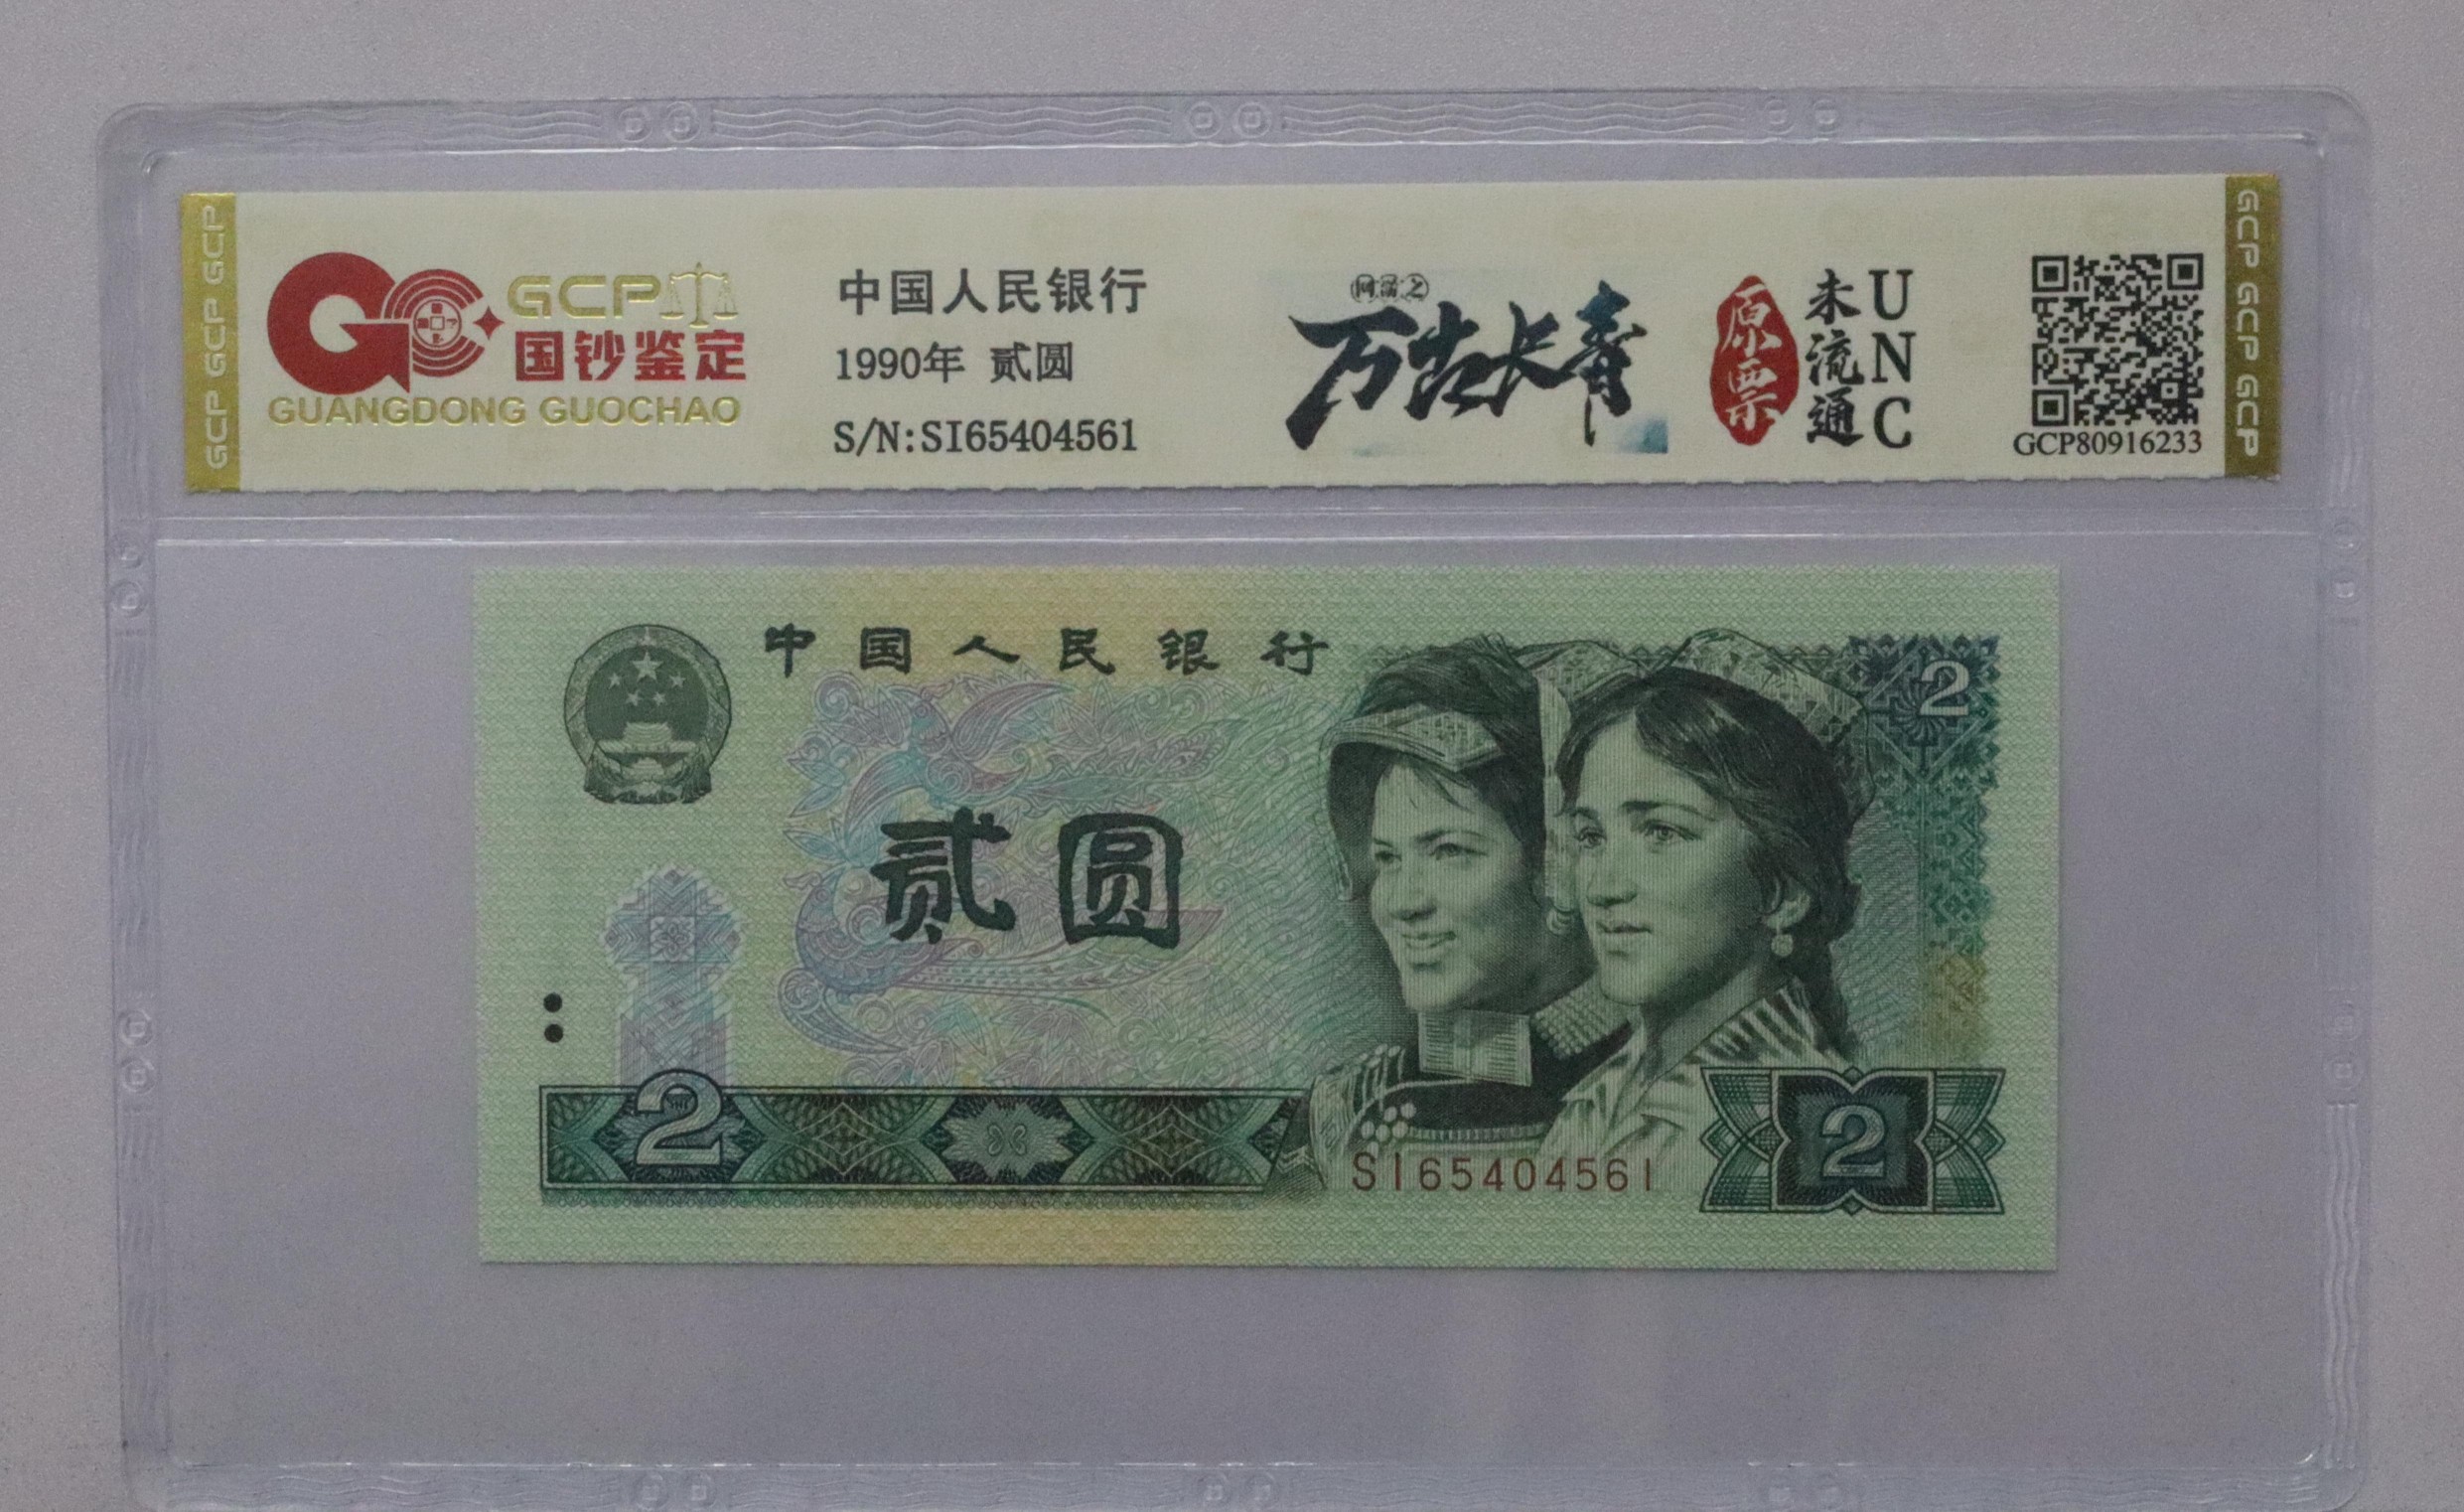 GCP GCP GCP
GCP
国钞鉴定
GUANGDONG GUOCHAO
中国人民银行
1990年 贰圆
S/N:SI65404561
万古长青
原票
未流通
UNC
GCP80916233
GCP GCP GCP
中国人民银行
2
贰圆
2
SI65404561
2